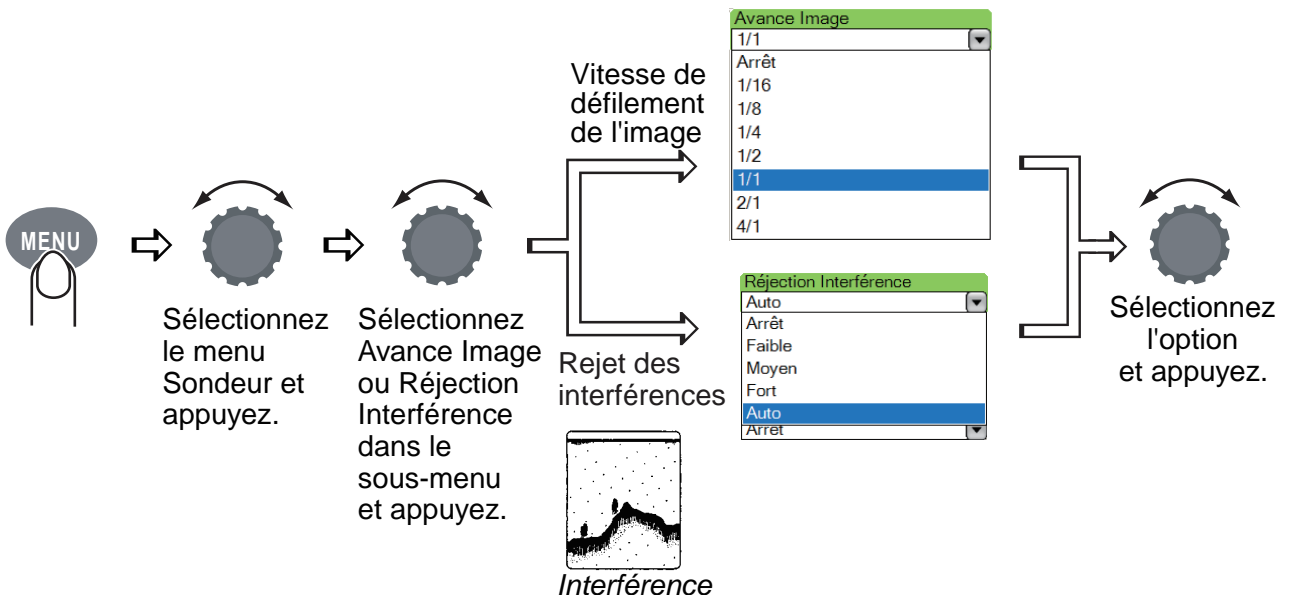 MENU
Sélectionnez
le menu
Sondeur et
appuyez.
Sélectionnez
Avance Image
ou Réjection
Interférence
dans le
sous-menu
et appuyez.
Vitesse de
défilement
de l'image
Avance Image
1/1
Arrêt
1/16
1/8
1/4
1/2
1/1
2/1
4/1
Rejet des
interférences
Interférence
Réjection Interférence
Auto
Arrêt
Faible
Moyen
Fort
Auto
Arrêt
Sélectionnez
l'option
et appuyez.